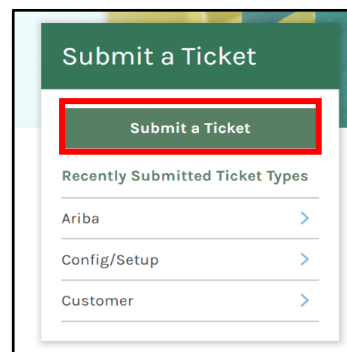 Submit a Ticket
Submit a Ticket
Recently Submitted Ticket Types
Ariba
Config/Setup
Customer